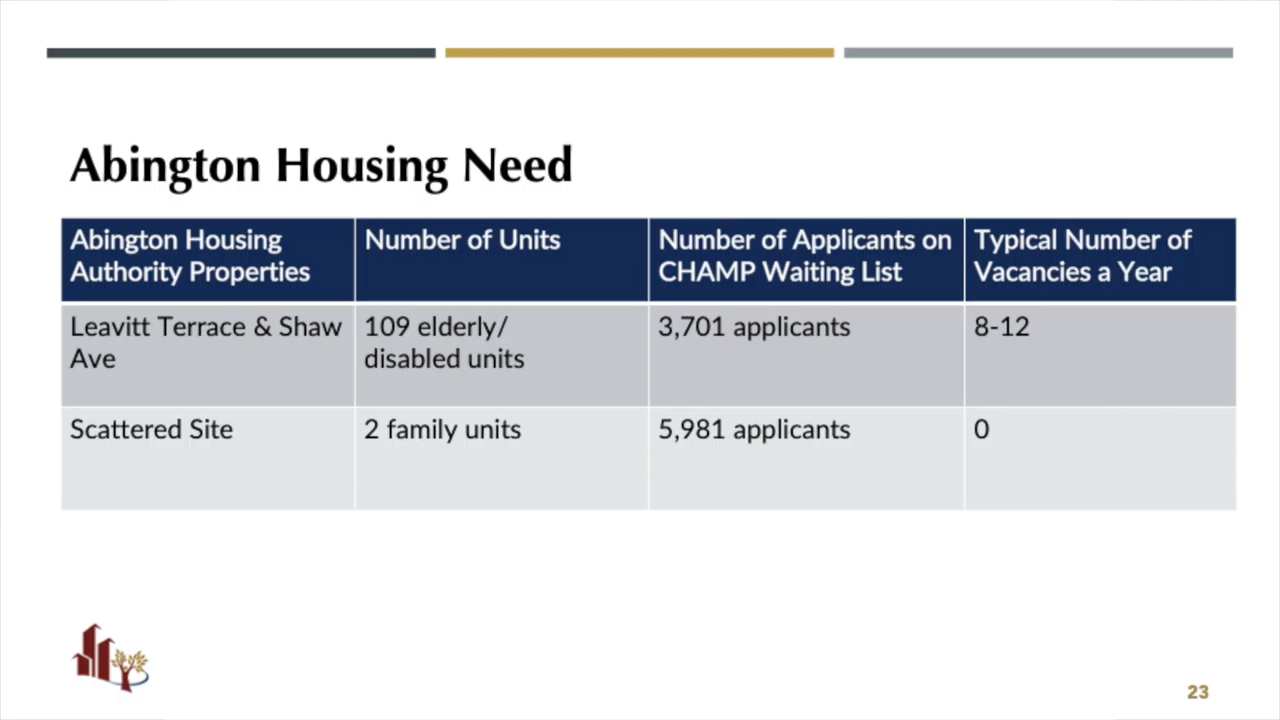 Abington Housing Need
Abington Housing
Authority Properties
Number of Units
Number of Applicants on
CHAMP Waiting List
Typical Number of
Vacancies a Year
Leavitt Terrace & Shaw
Ave
109 elderly/
disabled units
3,701 applicants
8-12
Scattered Site
2 family units
5,981 applicants
0
23